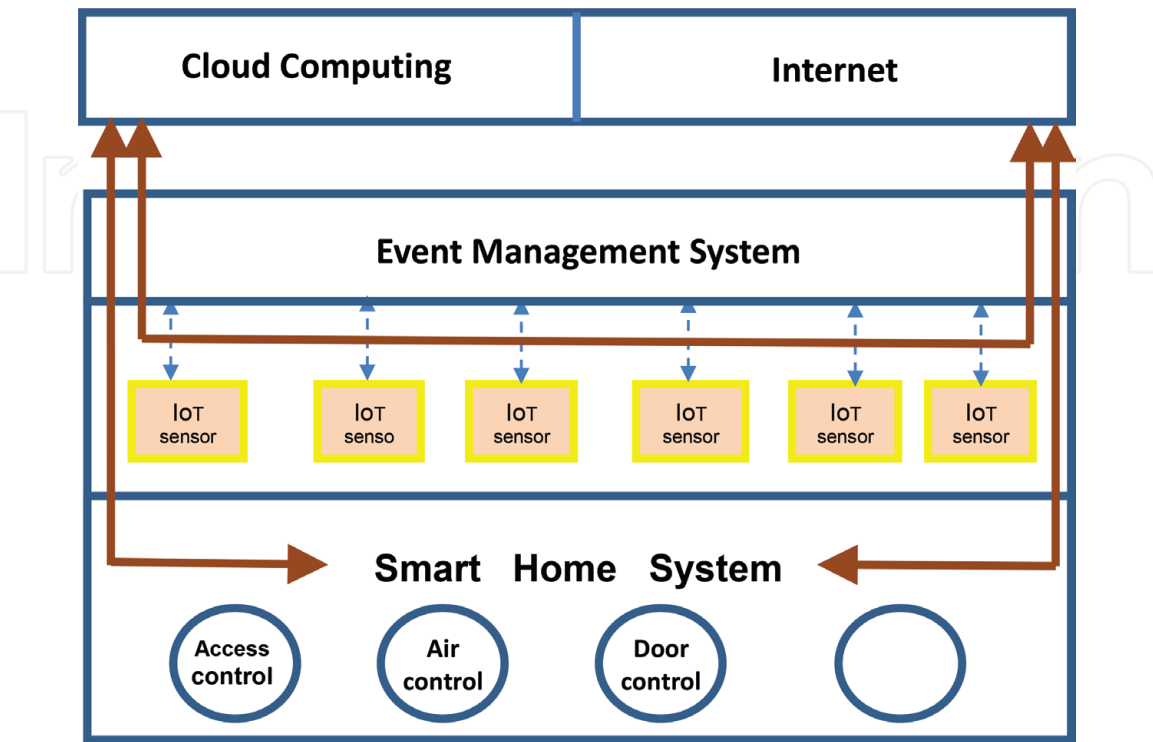 Cloud Computing
Internet
Event Management System
IoT
sensor
IoT
senso
IoT
sensor
IoT
sensor
IoT
sensor
IoT
sensor
Smart Home System
Access
control
Air
control
Door
control